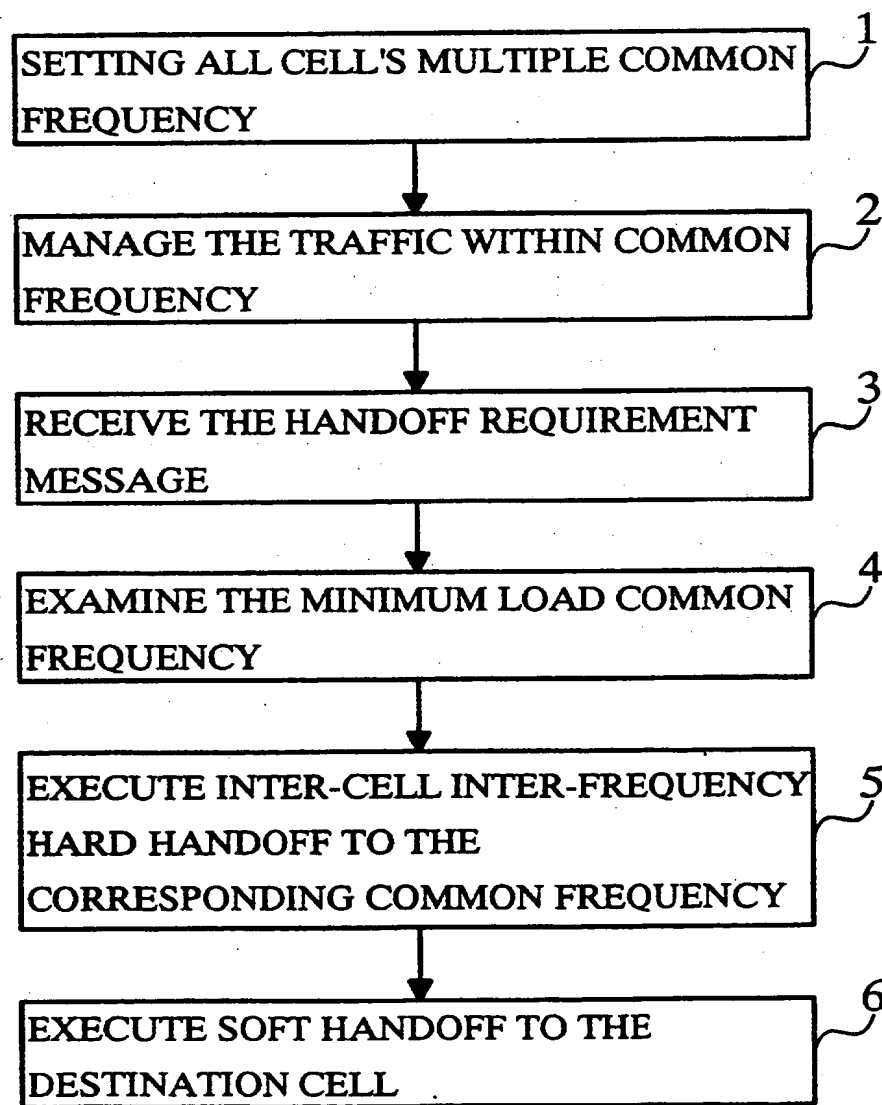 1
SETTING ALL CELL'S MULTIPLE COMMON
FREQUENCY
2
MANAGE THE TRAFFIC WITHIN COMMON
FREQUENCY
3
RECEIVE THE HANDOFF REQUIREMENT
MESSAGE
4
EXAMINE THE MINIMUM LOAD COMMON
FREQUENCY
5
EXECUTE INTER-CELL INTER-FREQUENCY
HARD HANDOFF TO THE
CORRESPONDING COMMON FREQUENCY
6
EXECUTE SOFT HANDOFF TO THE
DESTINATION CELL